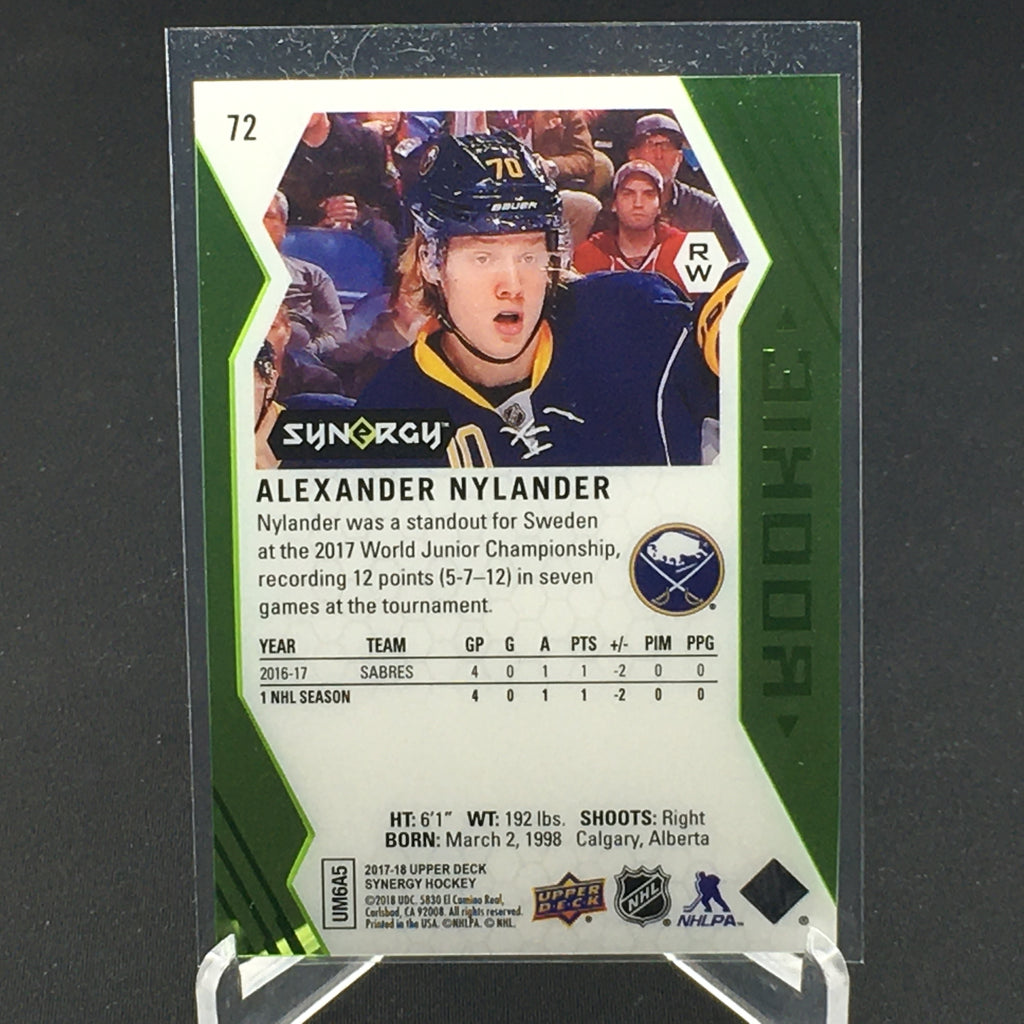 72
70
BAUER
R
W
SYNERGY™
70
ALEXANDER NYLANDER
Nylander was a standout for Sweden
at the 2017 World Junior Championship,
recording 12 points (5-7–12) in seven
games at the tournament.
ROOKIE
YEAR TEAM GP G A PTS +/- PIM PPG
2016-17 SABRES 4 0 1 1 -2 0 0
1 NHL SEASON 4 0 1 1 -2 0 0
HT: 6'1" WT: 192 lbs. SHOOTS: Right
BORN: March 2, 1998 Calgary, Alberta
UM6A5
2017-18 UPPER DECK
SYNERGY HOCKEY
©2018 UDC. 5830 El Camino Real,
Carlsbad, CA 92008. All rights reserved.
Printed in the USA. ©NHLPA. © NHL.
UPPER
DECK®
NHL®
NHLPA™
®